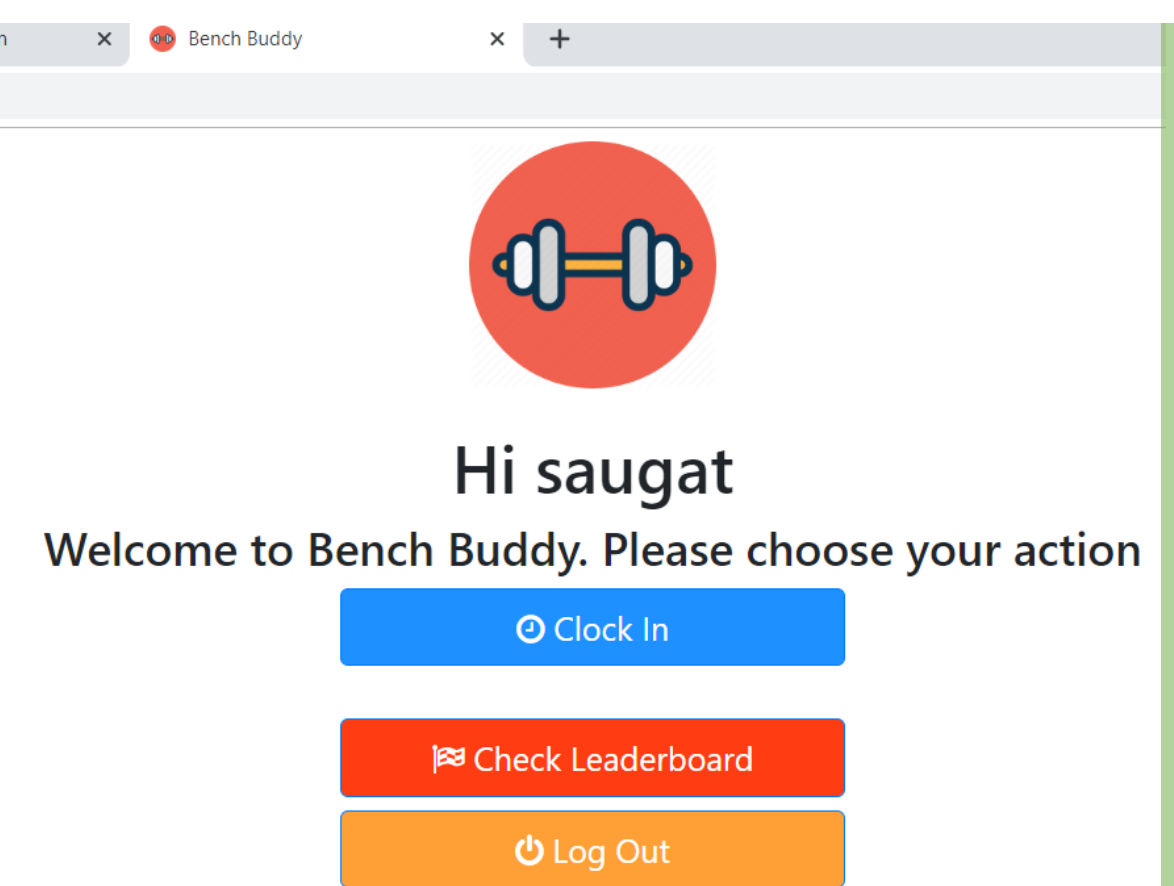 Bench Buddy
Hi saugat
Welcome to Bench Buddy. Please choose your action
Clock In
Check Leaderboard
Log Out